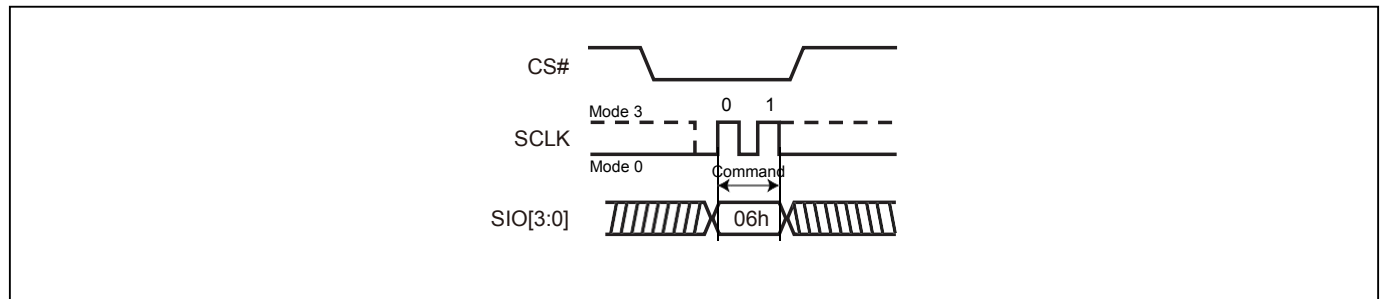 CS#
Mode 3 0 1
SCLK
Mode 0 Command
SIO[3:0] 06h